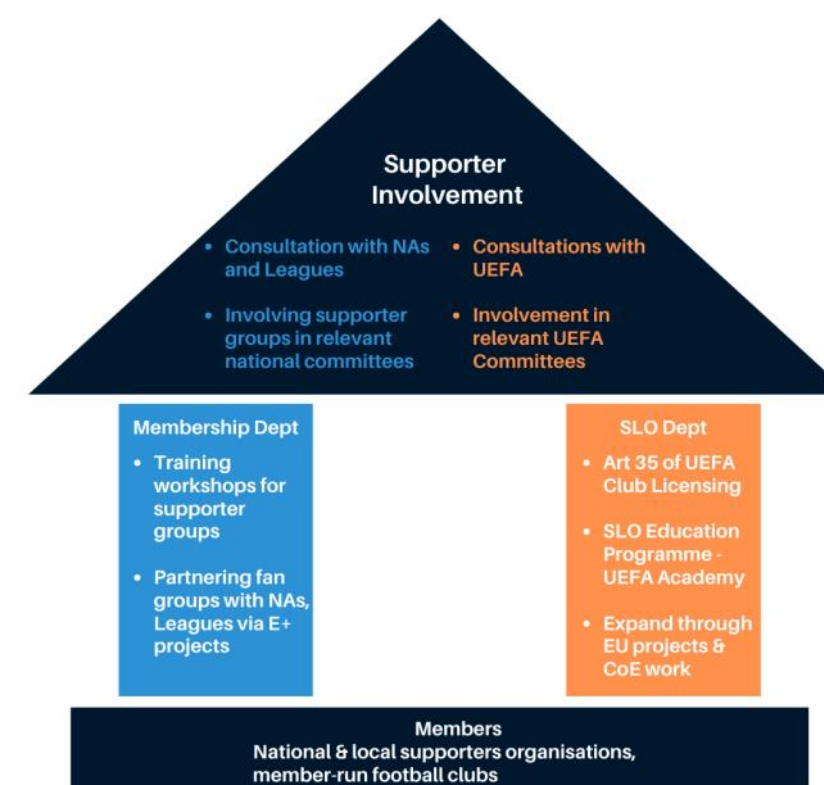 Supporter
Involvement
• Consultation with NAs
and Leagues
• Involving supporter
groups in relevant
national committees
• Consultations with
UEFA
• Involvement in
relevant UEFA
Committees
Membership Dept
• Training
workshops for
supporter
groups
• Partnering fan
groups with NAs,
Leagues via E+
projects
SLO Dept
• Art 35 of UEFA
Club Licensing
• SLO Education
Programme -
UEFA Academy
• Expand through
EU projects &
CoE work
Members
National & local supporters organisations,
member-run football clubs